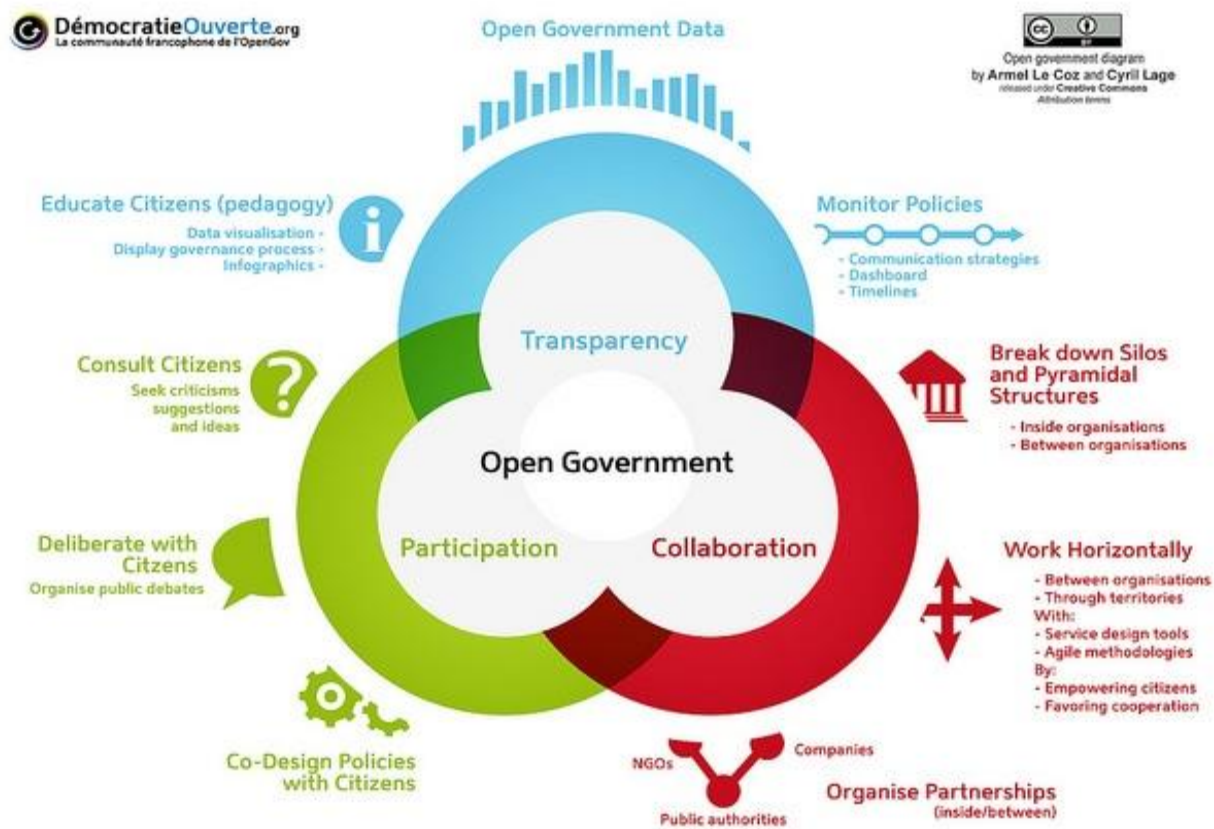 DémocratieOuverte.org
La communauté francophone de l'OpenGov
Open Government Data
cc
BY
Open government diagram
by Armel Le Coz and Cyril Lage
released under Creative Commons
Attribution terms
Educate Citizens (pedagogy)
Data visualisation -
Display governance process -
Infographics -
i
Monitor Policies
- Communication strategies
- Dashboard
- Timelines
Transparency
Consult Citizens
Seek criticisms
suggestions
and ideas
?
Break down Silos
and Pyramidal
Structures
- Inside organisations
- Between organisations
Open Government
Participation
Collaboration
Deliberate with
Citzens
Organise public debates
Work Horizontally
- Between organisations
- Through territories
With:
- Service design tools
- Agile methodologies
By:
- Empowering citizens
- Favoring cooperation
Co-Design Policies
with Citizens
NGOs
Companies
Public authorities
Organise Partnerships
(inside/between)